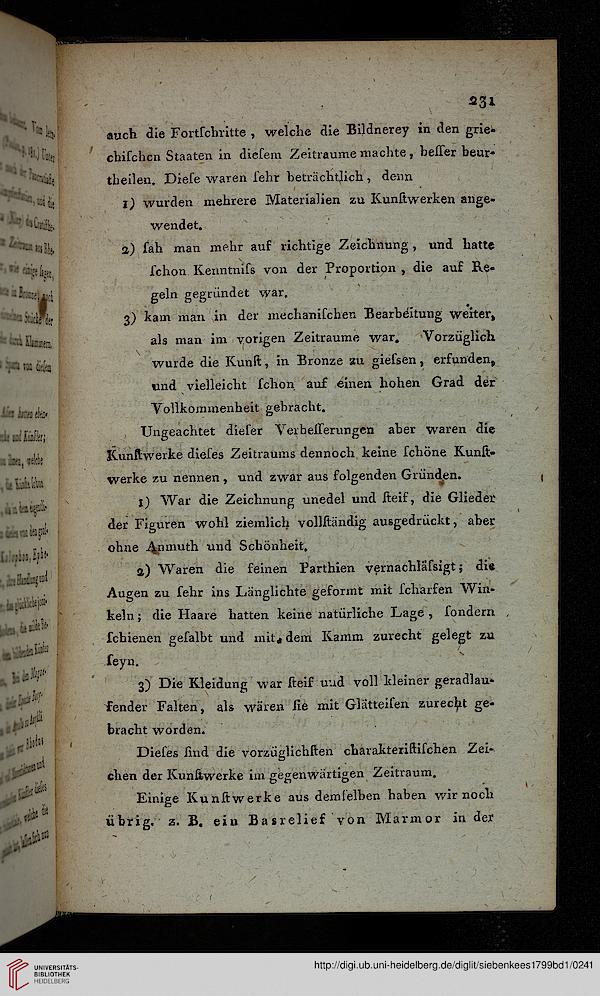 231
auch die Fortſchritte , welche die Bildnerey in den grie-
chiſchen Staaten in dieſem Zeitraume machte, beſſer beur-
theilen. Dieſe waren ſehr beträchtlich, denn
1) wurden mehrere Materialien zu Kunſtwerken ange-
wendet.
2) ſah man mehr auf richtige Zeichnung, und hatte
ſchon Kenntniſs von der Proportion, die auf Re-
geln gegründet war.
3) kam man in der mechaniſchen Bearbeitung weiter,
als man im vorigen Zeitraume war. Vorzüglich
wurde die Kunſt, in Bronze zu gieſsen, erfunden,
und vielleicht ſchon auf einen hohen Grad der
Vollkommenheit gebracht.
Ungeachtet dieſer Verbeſſerungen aber waren die
Kunſtwerke dieſes Zeitraums dennoch keine ſchöne Kunſt-
werke zu nennen, und zwar aus folgenden Gründen.
1) War die Zeichnung unedel und ſteif, die Glieder
der Figuren wohl ziemlich vollſtändig ausgedrückt, aber
ohne Anmuth und Schönheit.
2) Waren die feinen Parthien vernachläſsigt; die
Augen zu ſehr ins Länglichte geformt mit ſcharfen Win-
keln; die Haare hatten keine natürliche Lage, ſondern
ſchienen geſalbt und mit dem Kamm zurecht gelegt zu
ſeyn.
3) Die Kleidung war ſteif und voll kleiner geradlau-
fender Falten, als wären ſie mit Glätteiſen zurecht ge-
bracht worden.
Dieſes ſind die vorzüglichſten charakteriſtiſchen Zei-
chen der Kunſtwerke im gegenwärtigen Zeitraum.
Einige Kunſtwerke aus demſelben haben wir noch
übrig. z. B. ein Basrelief von Marmor in der
UNIVERSITÄTS-
BIBLIOTHEK
HEIDELBERG
http://digi.ub.uni-heidelberg.de/diglit/siebenkees1799bd1/0241